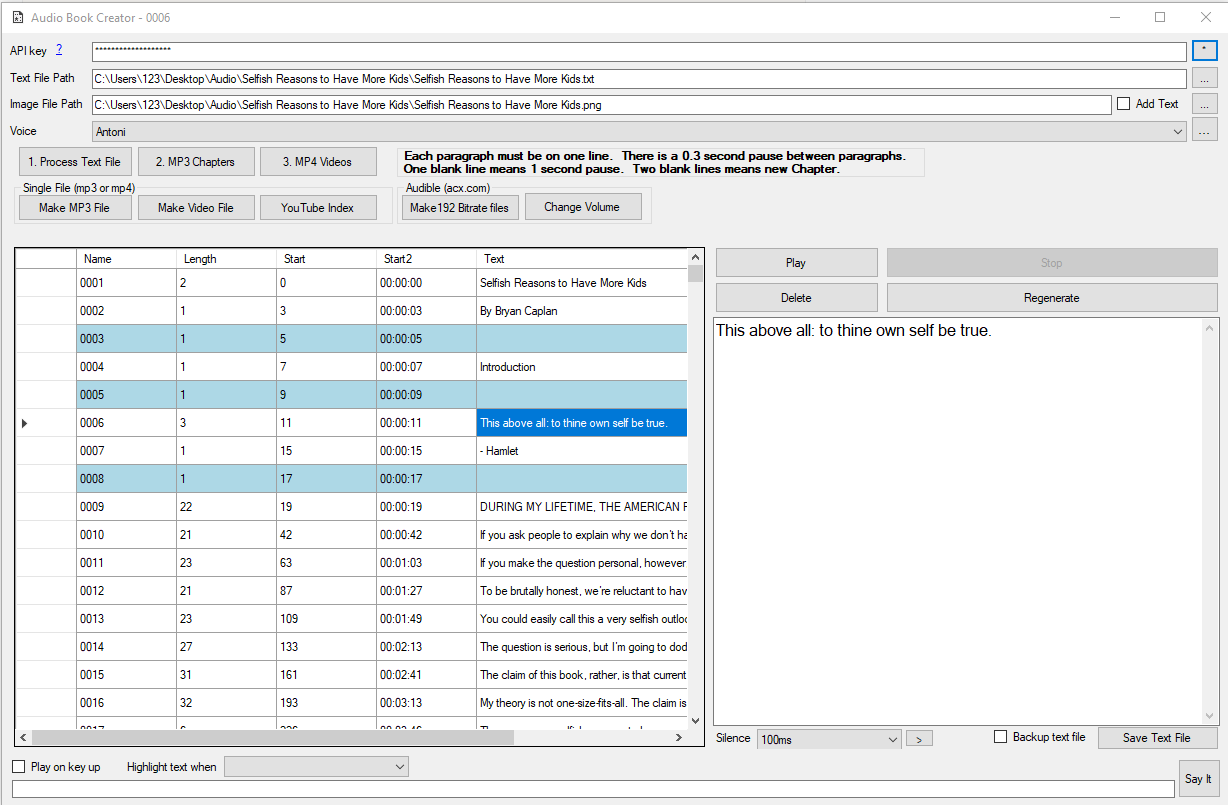 Audio Book Creator - 0006
API key ? ******************* *
Text File Path C:\Users\123\Desktop\Audio\Selfish Reasons to Have More Kids\Selfish Reasons to Have More Kids.txt ...
Image File Path C:\Users\123\Desktop\Audio\Selfish Reasons to Have More Kids\Selfish Reasons to Have More Kids.png Add Text ...
Voice Antoni ...
1. Process Text File 2. MP3 Chapters 3. MP4 Videos
Each paragraph must be on one line. There is a 0.3 second pause between paragraphs.
One blank line means 1 second pause. Two blank lines means new Chapter.
Single File (mp3 or mp4) Audible (acx.com)
Make MP3 File Make Video File YouTube Index Make192 Bitrate files Change Volume
Name Length Start Start2 Text
0001 2 0 00:00:00 Selfish Reasons to Have More Kids
0002 1 3 00:00:03 By Bryan Caplan
0003 1 5 00:00:05
0004 1 7 00:00:07 Introduction
0005 1 9 00:00:09
0006 3 11 00:00:11 This above all: to thine own self be true.
0007 1 15 00:00:15 - Hamlet
0008 1 17 00:00:17
0009 22 19 00:00:19 DURING MY LIFETIME, THE AMERICAN
0010 21 42 00:00:42 If you ask people to explain why we don't ha
0011 23 63 00:01:03 If you make the question personal, however
0012 21 87 00:01:27 To be brutally honest, we're reluctant to hav
0013 23 109 00:01:49 You could easily call this a very selfish outloo
0014 27 133 00:02:13 The question is serious, but I'm going to dod
0015 31 161 00:02:41 The claim of this book, rather, is that current
0016 32 193 00:03:13 My theory is not one-size-fits-all. The claim is
Play Stop
Delete Regenerate
This above all: to thine own self be true.
Silence 100ms > Backup text file Save Text File
Play on key up Highlight text when
Say It